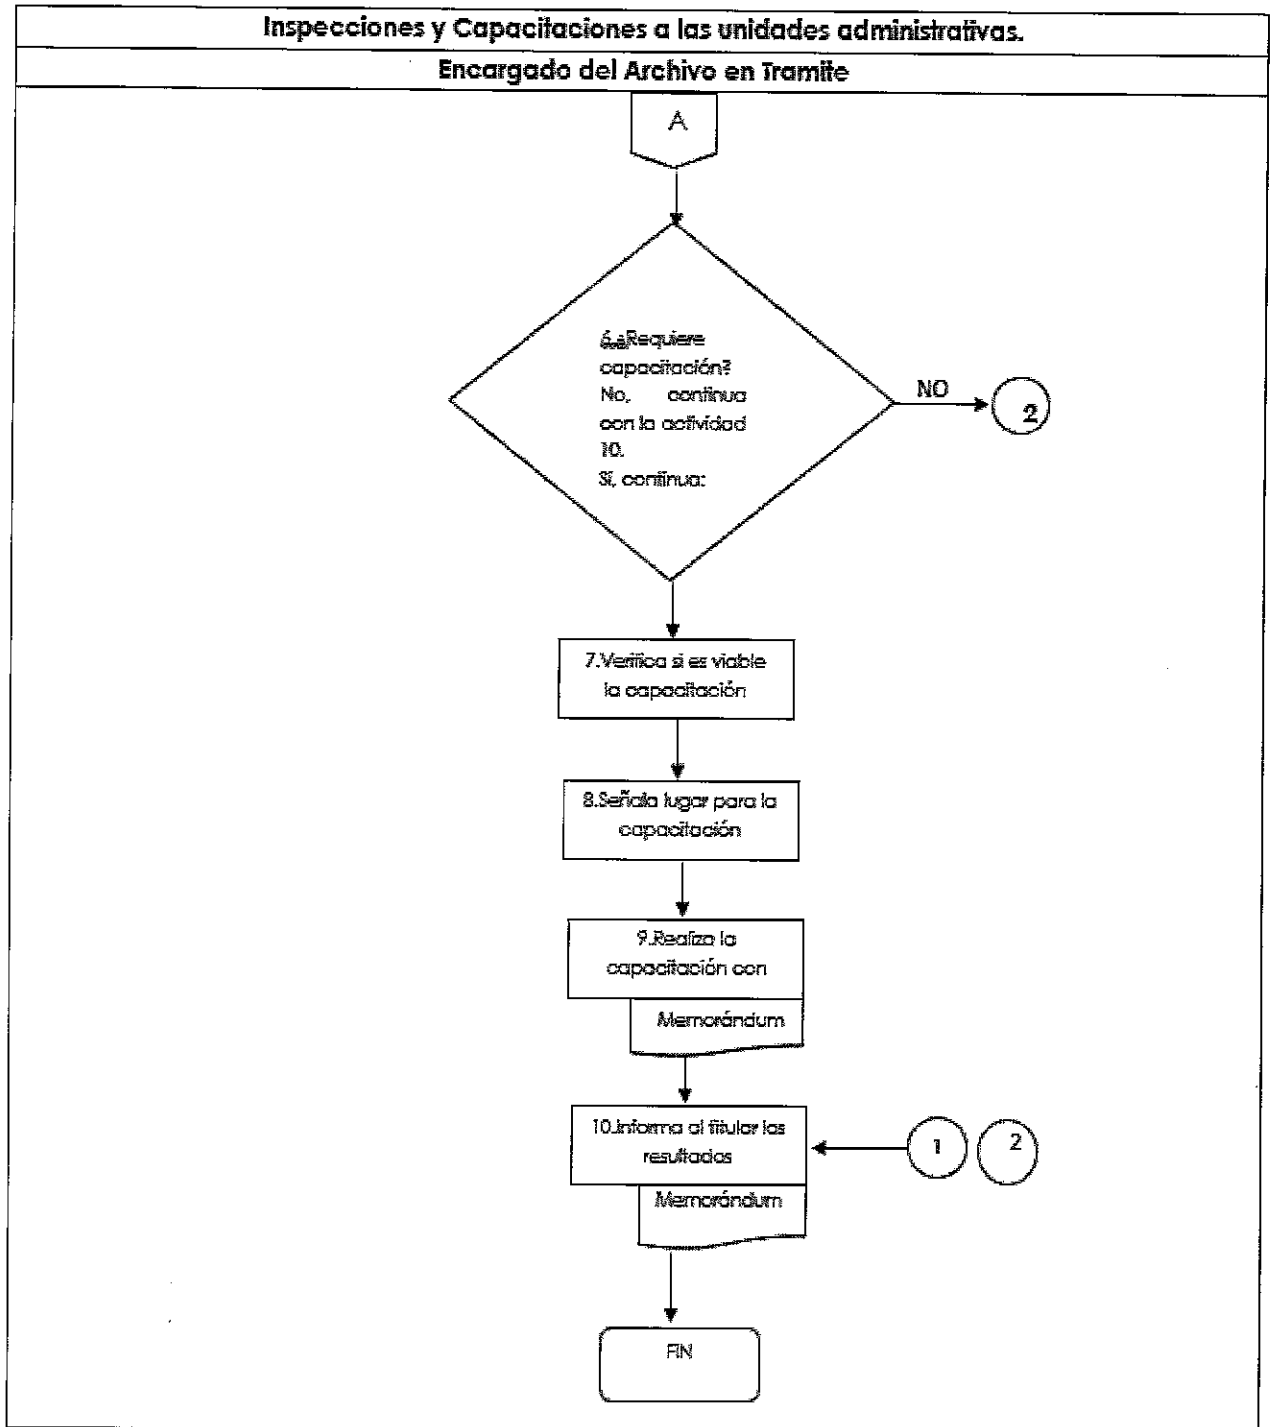 Inspecciones y Capacitaciones a las unidades administrativas.
Encargado del Archivo en Tramite
A
6.¿Requiere
capacitación?
No, continua
con la actividad
10.
Si, continua:
NO
2
7.Verifica si es viable
la capacitación
8.Señala lugar para la
capacitación
9.Realiza la
capacitación con
Memorándum
10.Informa al titular los
resultados
1
2
Memorándum
FIN